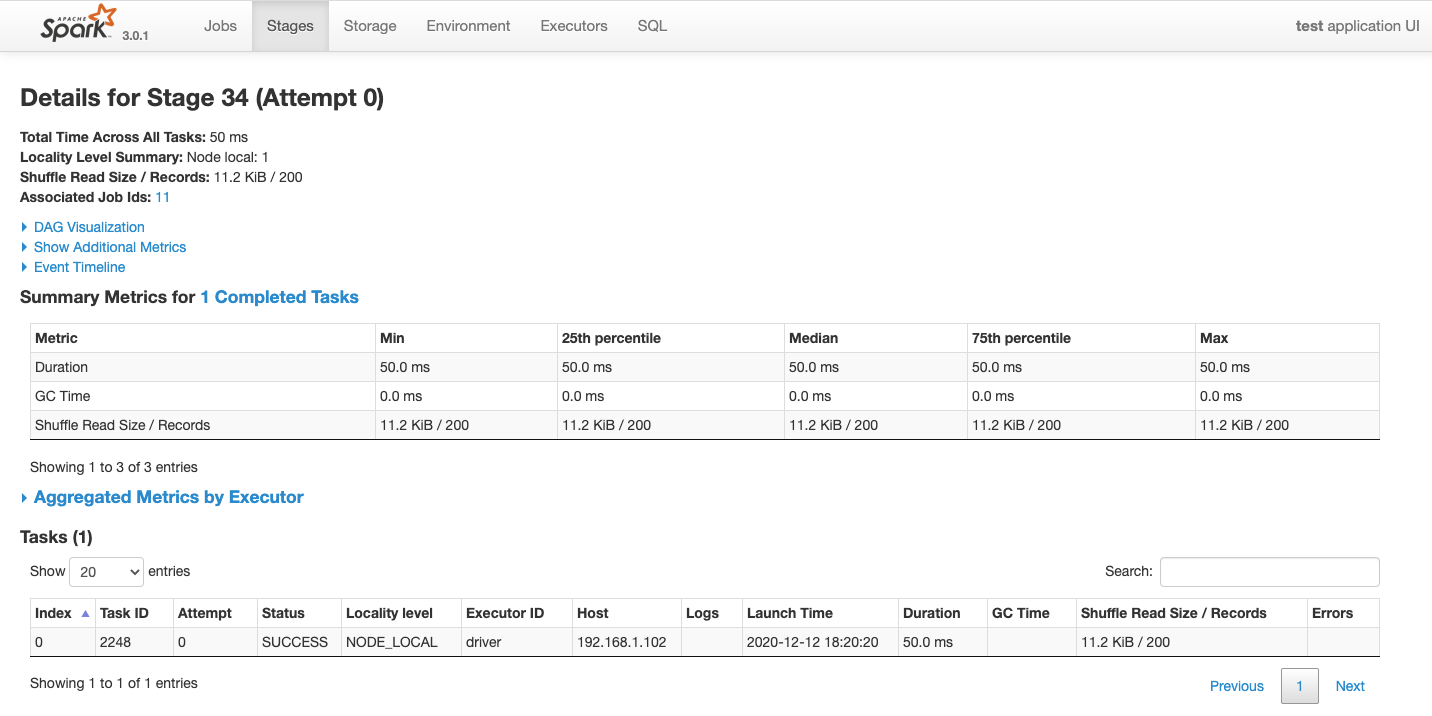 APACHE Spark 3.0.1 Jobs Stages Storage Environment Executors SQL test application UI
Details for Stage 34 (Attempt 0)
Total Time Across All Tasks: 50 ms
Locality Level Summary: Node local: 1
Shuffle Read Size / Records: 11.2 KiB / 200
Associated Job Ids: 11
DAG Visualization
Show Additional Metrics
Event Timeline
Summary Metrics for 1 Completed Tasks
Metric Min 25th percentile Median 75th percentile Max
Duration 50.0 ms 50.0 ms 50.0 ms 50.0 ms 50.0 ms
GC Time 0.0 ms 0.0 ms 0.0 ms 0.0 ms 0.0 ms
Shuffle Read Size / Records 11.2 KiB / 200 11.2 KiB / 200 11.2 KiB / 200 11.2 KiB / 200 11.2 KiB / 200
Showing 1 to 3 of 3 entries
Aggregated Metrics by Executor
Tasks (1)
Show 20 entries Search:
Index Task ID Attempt Status Locality level Executor ID Host Logs Launch Time Duration GC Time Shuffle Read Size / Records Errors
0 2248 0 SUCCESS NODE_LOCAL driver 192.168.1.102 2020-12-12 18:20:20 50.0 ms 11.2 KiB / 200
Showing 1 to 1 of 1 entries Previous 1 Next